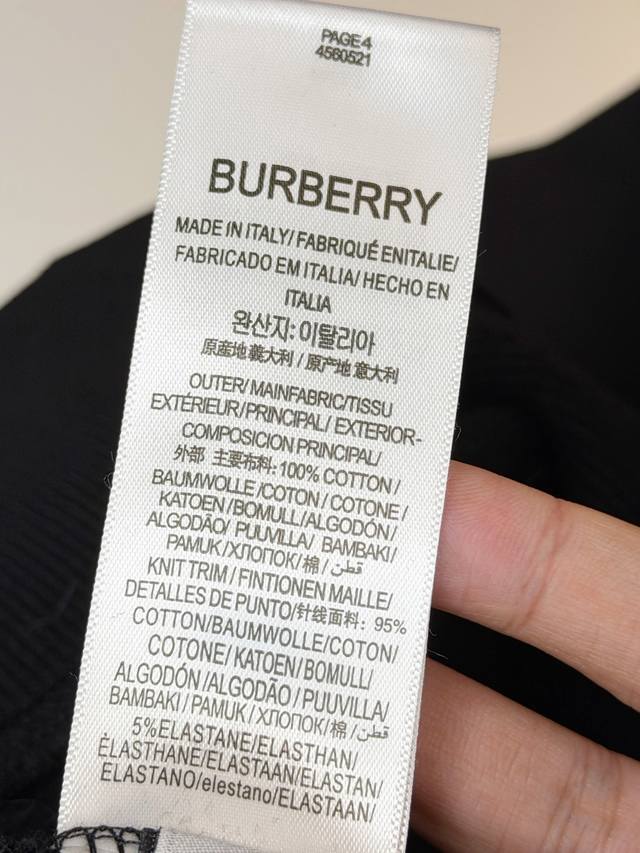 PAGE4
4560521
BURBERRY
MADE IN ITALY/ FABRIQUÉ ENITALIE/
FABRICADO EM ITALIA/ HECHO EN
ITALIA
완산지: 이탈리아
原産地義大利 / 原产地意大利
OUTER/ MAINFABRIC/TISSU
EXTÉRIEUR/PRINCIPAL/ EXTERIOR-
COMPOSICION PRINCIPAL/
外部 主要布料: 100% COTTON /
BAUMWOLLE /COTON / COTONE /
KATOEN/BOMULL/ALGODÓN/
ALGODÃO/ PUUVILLA/ BAMBAKI/
PAMUK /ХЛОПОК/棉 / قطن
KNIT TRIM / FINTIONEN MAILLE/
DETALLES DE PUNTO/针线面料: 95%
COTTON/BAUMWOLLE/COTON/
COTONE/ KATOEN/BOMULL/
ALGODÓN/ALGODÃO / PUUVILLA/
BAMBAKI / PAMUK / ХЛОПОК/棉 / قطن
5%ELASTANE/ELASTHAN/
ÉLASTHANE/ELASTAAN/ELASTAN/
ELASTANO/elestano/ELASTAAN/